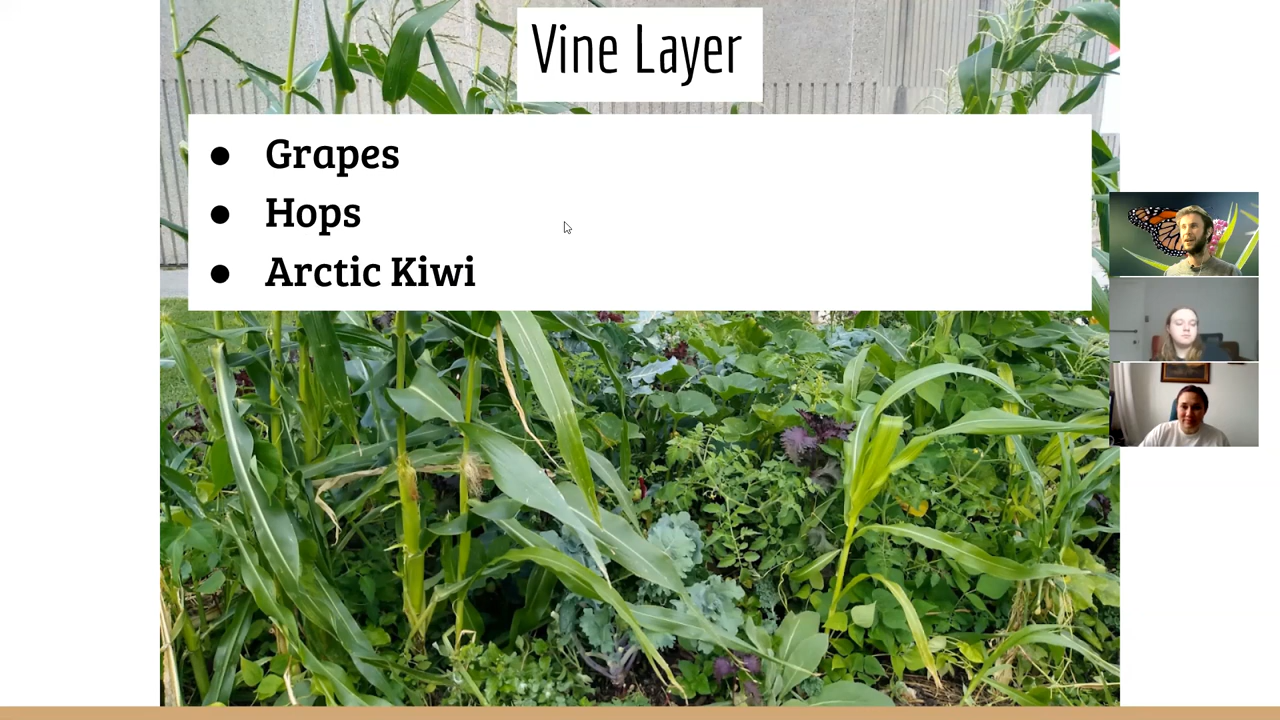 Vine Layer
● Grapes
● Hops
● Arctic Kiwi